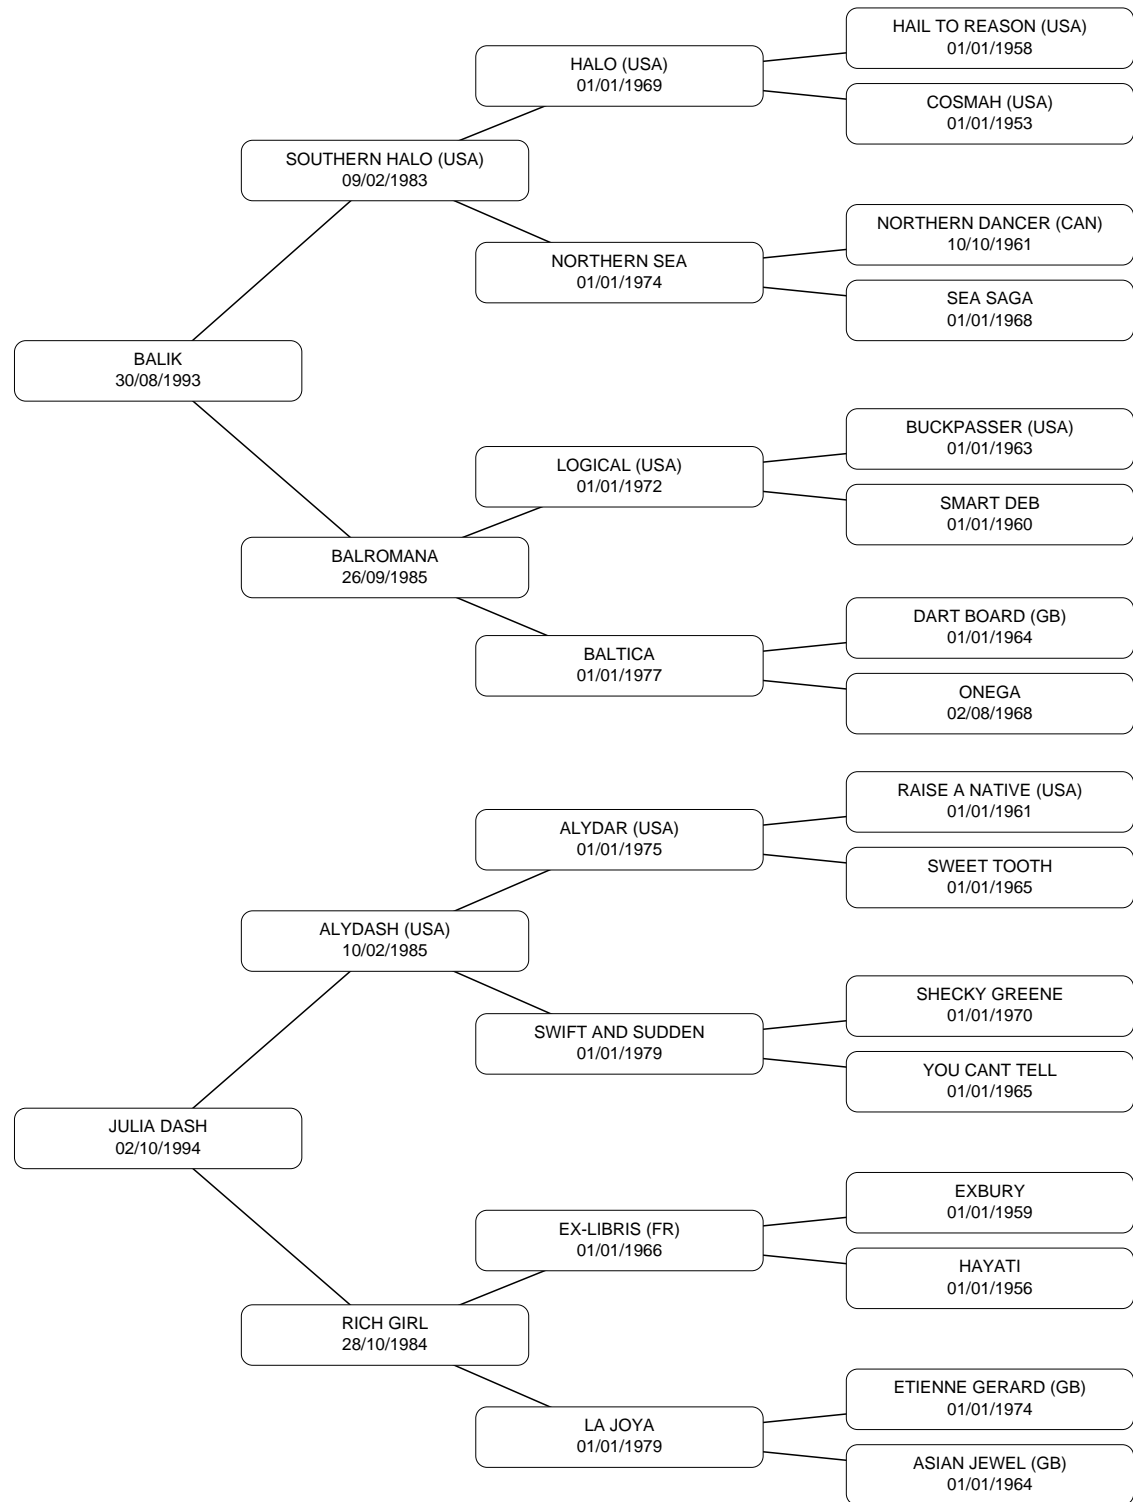 HAIL TO REASON (USA)
01/01/1958
HALO (USA)
01/01/1969
COSMAH (USA)
01/01/1953
SOUTHERN HALO (USA)
09/02/1983
NORTHERN DANCER (CAN)
10/10/1961
NORTHERN SEA
01/01/1974
SEA SAGA
01/01/1968
BALIK
30/08/1993
BUCKPASSER (USA)
01/01/1963
LOGICAL (USA)
01/01/1972
SMART DEB
01/01/1960
BALROMANA
26/09/1985
DART BOARD (GB)
01/01/1964
BALTICA
01/01/1977
ONEGA
02/08/1968
RAISE A NATIVE (USA)
01/01/1961
ALYDAR (USA)
01/01/1975
SWEET TOOTH
01/01/1965
ALYDASH (USA)
10/02/1985
SHECKY GREENE
01/01/1970
SWIFT AND SUDDEN
01/01/1979
YOU CANT TELL
01/01/1965
JULIA DASH
02/10/1994
EXBURY
01/01/1959
EX-LIBRIS (FR)
01/01/1966
HAYATI
01/01/1956
RICH GIRL
28/10/1984
ETIENNE GERARD (GB)
01/01/1974
LA JOYA
01/01/1979
ASIAN JEWEL (GB)
01/01/1964